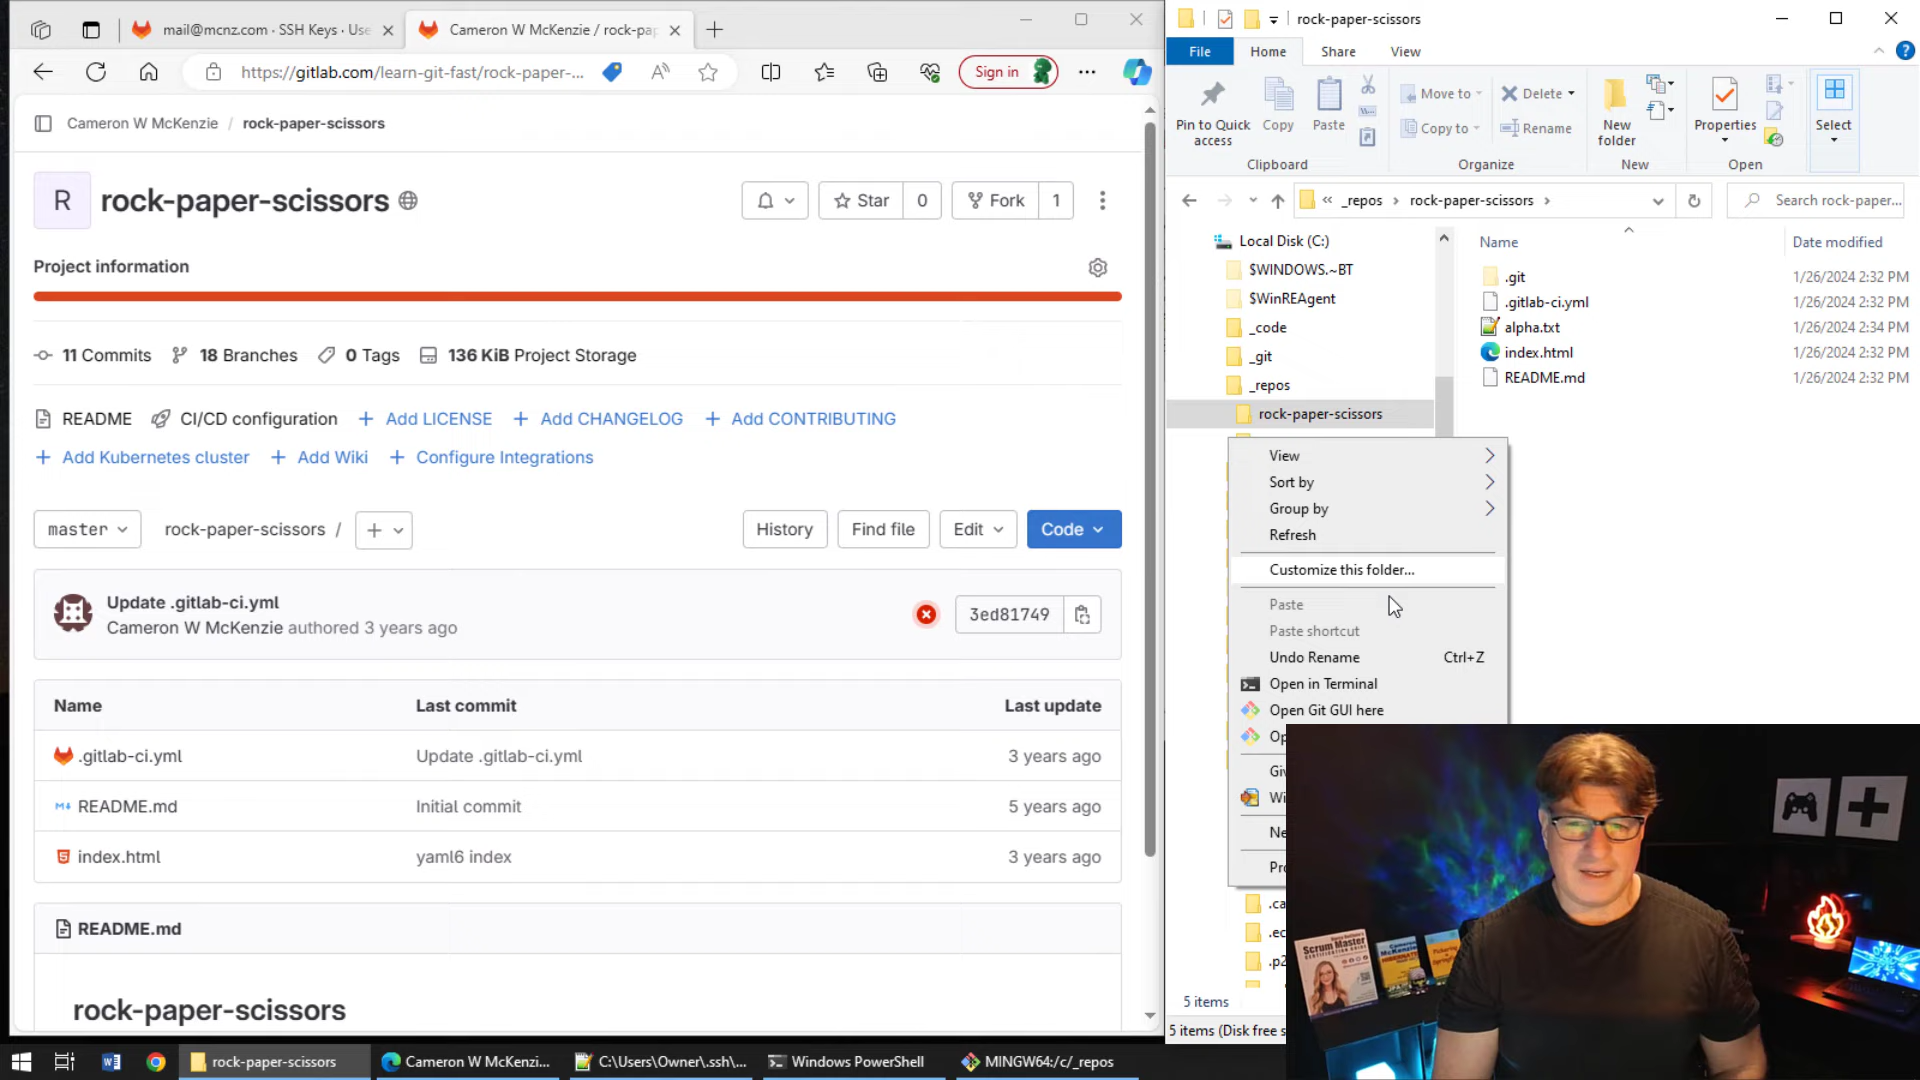 mail@mcnz.com · SSH Keys · Use
Cameron W McKenzie / rock-pap
https://gitlab.com/learn-git-fast/rock-paper-...
Sign in
Cameron W McKenzie / rock-paper-scissors
R
rock-paper-scissors
Star 0
Fork 1
Project information
11 Commits
18 Branches
0 Tags
136 KiB Project Storage
README
CI/CD configuration
+ Add LICENSE
+ Add CHANGELOG
+ Add CONTRIBUTING
+ Add Kubernetes cluster
+ Add Wiki
+ Configure Integrations
master
rock-paper-scissors /
+
History
Find file
Edit
Code
Update .gitlab-ci.yml
Cameron W McKenzie authored 3 years ago
3ed81749
Name Last commit Last update
.gitlab-ci.yml Update .gitlab-ci.yml 3 years ago
README.md Initial commit 5 years ago
index.html yaml6 index 3 years ago
README.md
rock-paper-scissors
rock-paper-scissors
File Home Share View
Pin to Quick access
Copy
Paste
Move to
Copy to
Delete
Rename
New folder
Properties
Select
Clipboard
Organize
New
Open
« _repos › rock-paper-scissors ›
Search rock-paper...
Local Disk (C:)
$WINDOWS.~BT
$WinREAgent
_code
_git
_repos
rock-paper-scissors
Name Date modified
.git 1/26/2024 2:32 PM
.gitlab-ci.yml 1/26/2024 2:32 PM
alpha.txt 1/26/2024 2:34 PM
index.html 1/26/2024 2:32 PM
README.md 1/26/2024 2:32 PM
View
Sort by
Group by
Refresh
Customize this folder...
Paste
Paste shortcut
Undo Rename Ctrl+Z
Open in Terminal
Open Git GUI here
Op
Giv
Wi
Ne
Pro
.ca
.ec
.p2
5 items
5 items (Disk free s
Scrum Master
rock-paper-scissors
Cameron W McKenzi...
C:\Users\Owner\.ssh\...
Windows PowerShell
MINGW64:/c/_repos